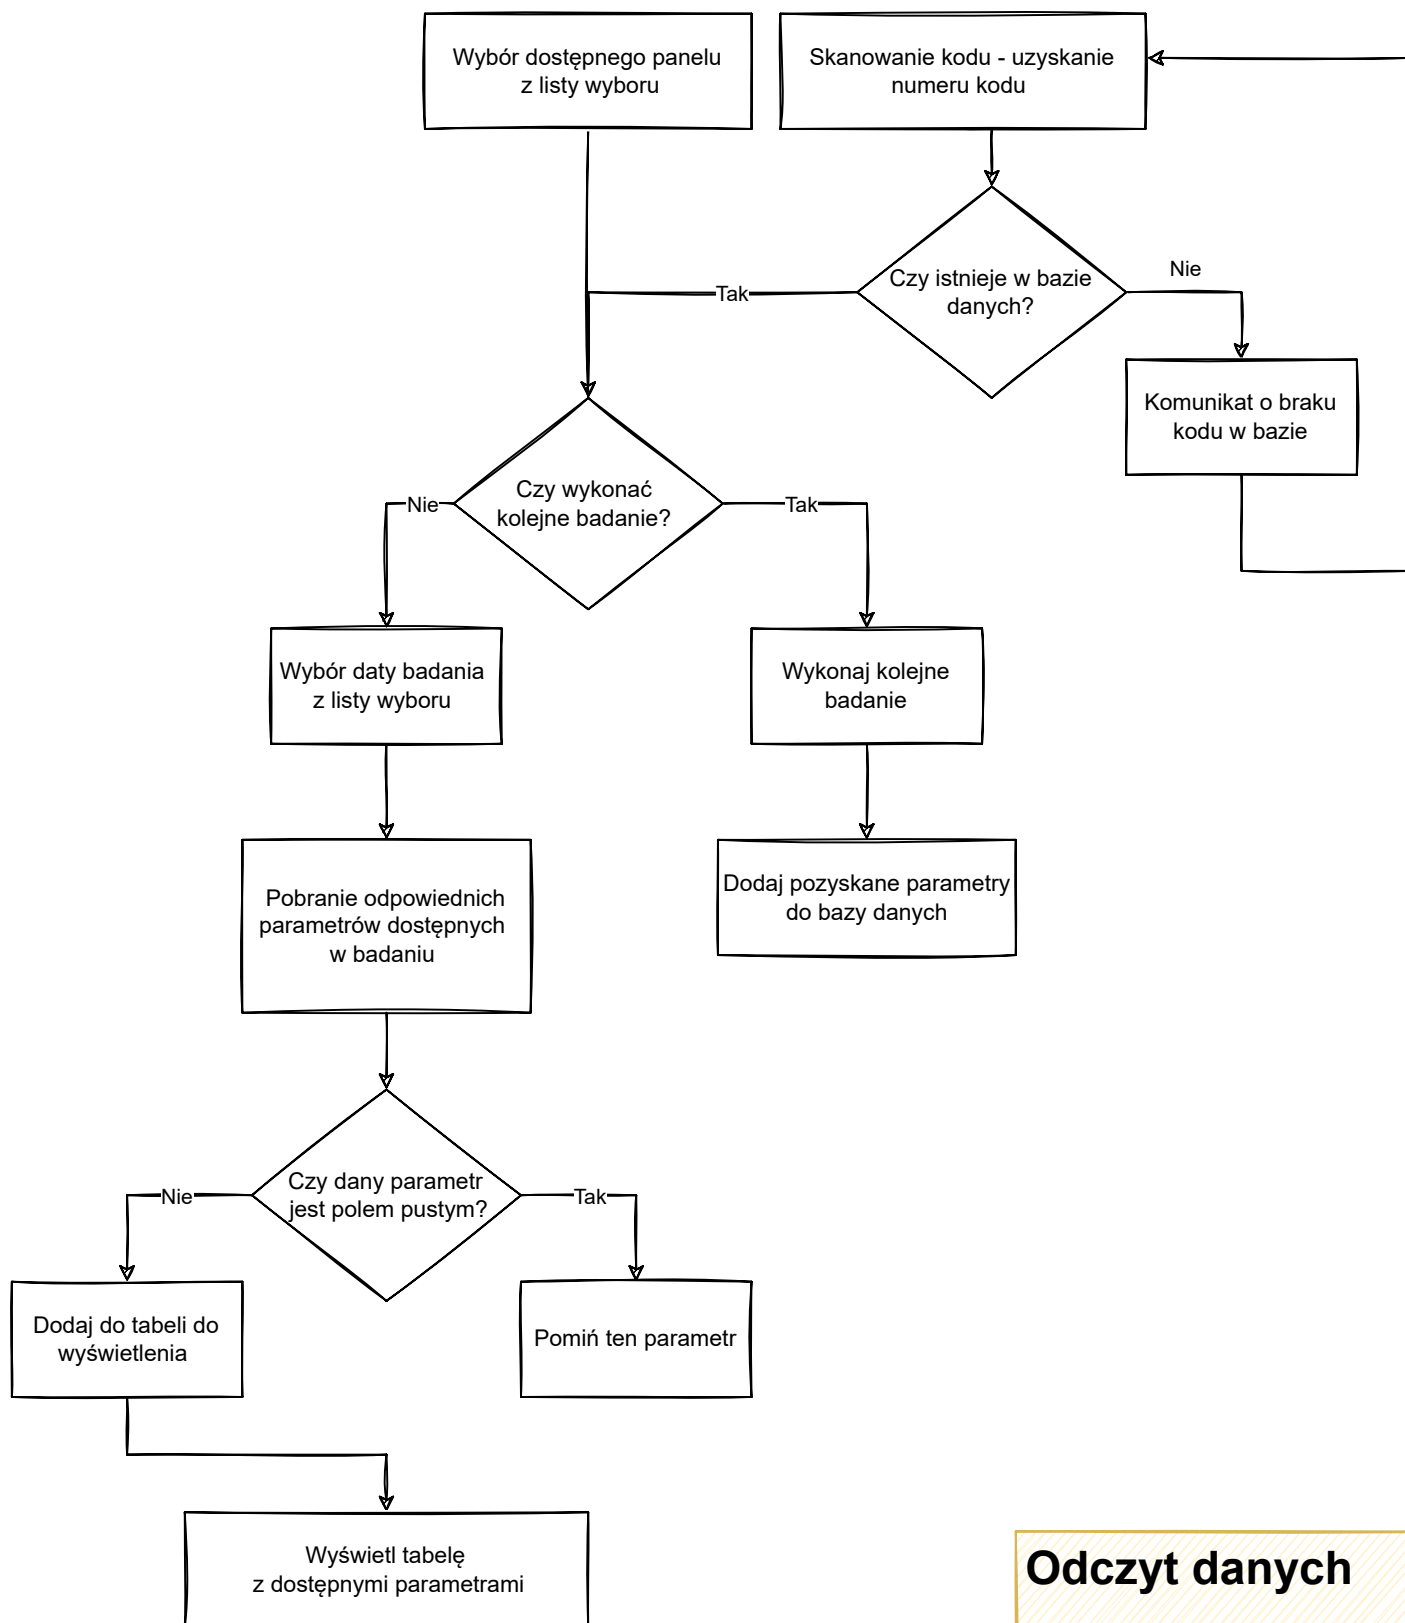 Wybór dostępnego panelu
z listy wyboru
Skanowanie kodu - uzyskanie
numeru kodu
Czy istnieje w bazie
danych?
Tak
Nie
Komunikat o braku
kodu w bazie
Czy wykonać
kolejne badanie?
Nie
Tak
Wybór daty badania
z listy wyboru
Wykonaj kolejne
badanie
Pobranie odpowiednich
parametrów dostępnych
w badaniu
Dodaj pozyskane parametry
do bazy danych
Czy dany parametr
jest polem pustym?
Nie
Tak
Dodaj do tabeli do
wyświetlenia
Pomiń ten parametr
Wyświetl tabelę
z dostępnymi parametrami
Odczyt danych